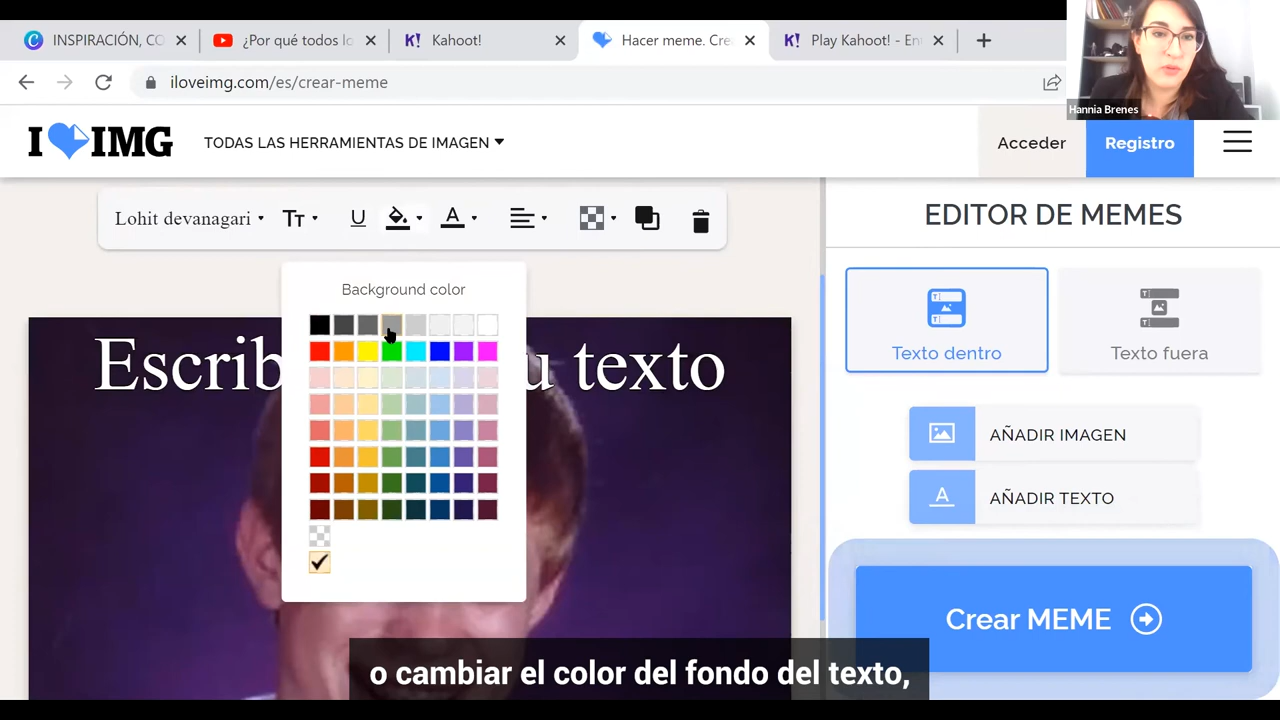 INSPIRACIÓN, CO
¿Por qué todos lo
K! Kahoot!
Hacer meme. Cre
K! Play Kahoot! - En
iloveimg.com/es/crear-meme
Hannia Brenes
I IMG
TODAS LAS HERRAMIENTAS DE IMAGEN
Acceder
Registro
Lohit devanagari
TT
U
A
EDITOR DE MEMES
Background color
Texto dentro
Texto fuera
Escrib u texto
AÑADIR IMAGEN
A AÑADIR TEXTO
Crear MEME
o cambiar el color del fondo del texto,